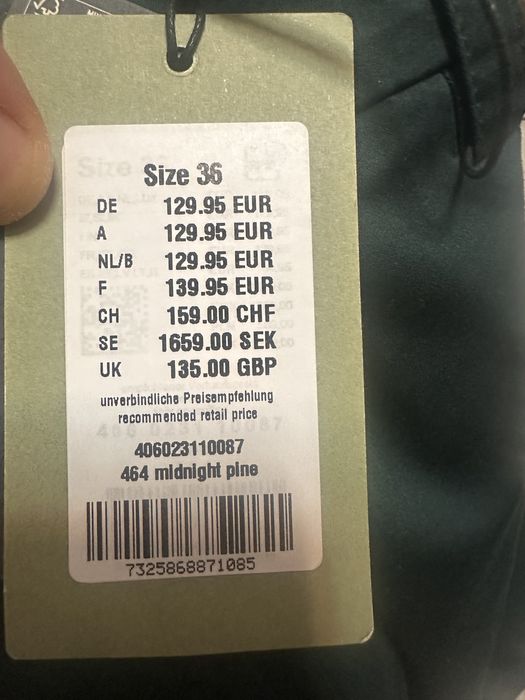 Size 36
DE 129.95 EUR
A 129.95 EUR
NL/B 129.95 EUR
F 139.95 EUR
CH 159.00 CHF
SE 1659.00 SEK
UK 135.00 GBP
unverbindliche Preisempfehlung
recommended retail price
406023110087
464 midnight pine
7325868871085